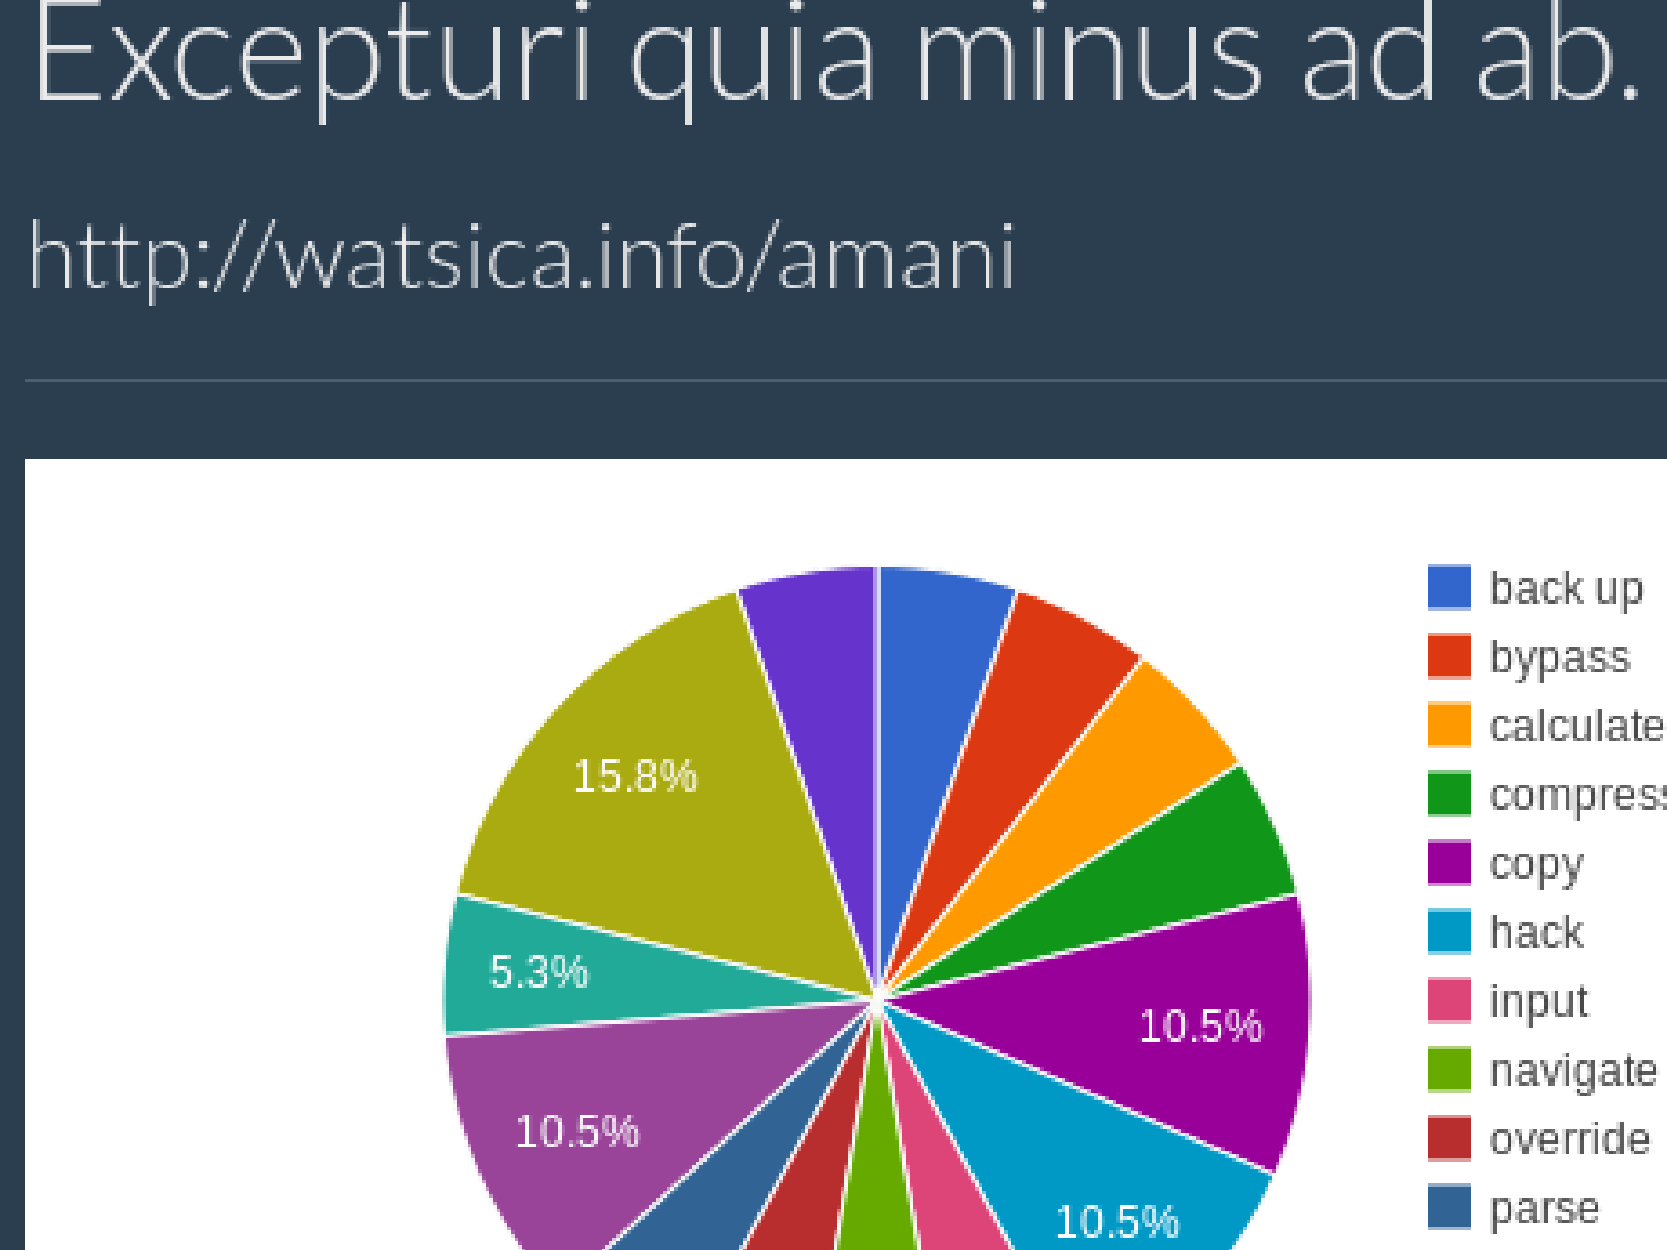 Excepturi quia minus ad ab.
http://watsica.info/amani
back up
bypass
calculate
compress
copy
hack
input
navigate
override
parse
15.8%
5.3%
10.5%
10.5%
10.5%